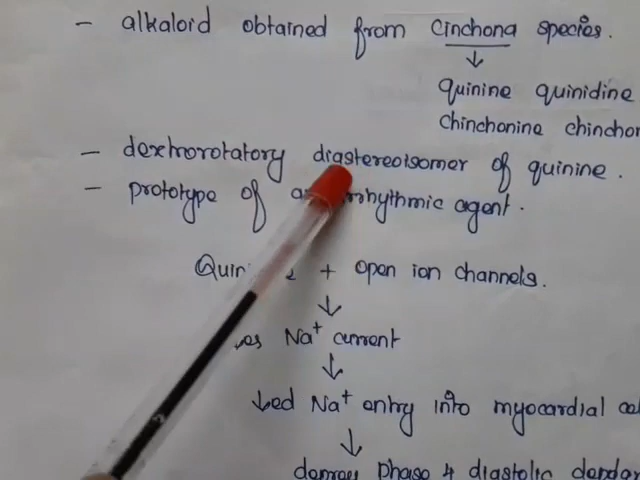 - alkaloid obtained from cinchona species.
↓
quinine quinidine
chinchonine
- dextrorotatory diastereoisomer of quinine.
- prototype of agent.
+ open ion channels.
↓
Na+ current
↓
↓ed Na+ entry into myocardial
↓
phase 4 diastolic